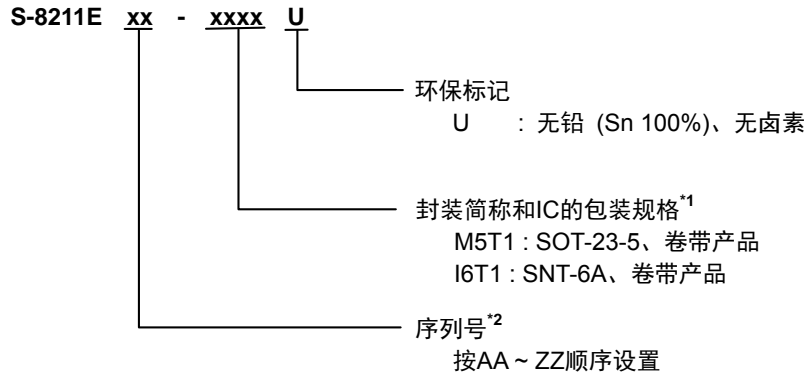 S-8211E xx - xxxx U
环保标记
U : 无铅 (Sn 100%)、无卤素
封装简称和IC的包装规格*1
M5T1 : SOT-23-5、卷带产品
I6T1 : SNT-6A、卷带产品
序列号*2
按AA ~ ZZ顺序设置